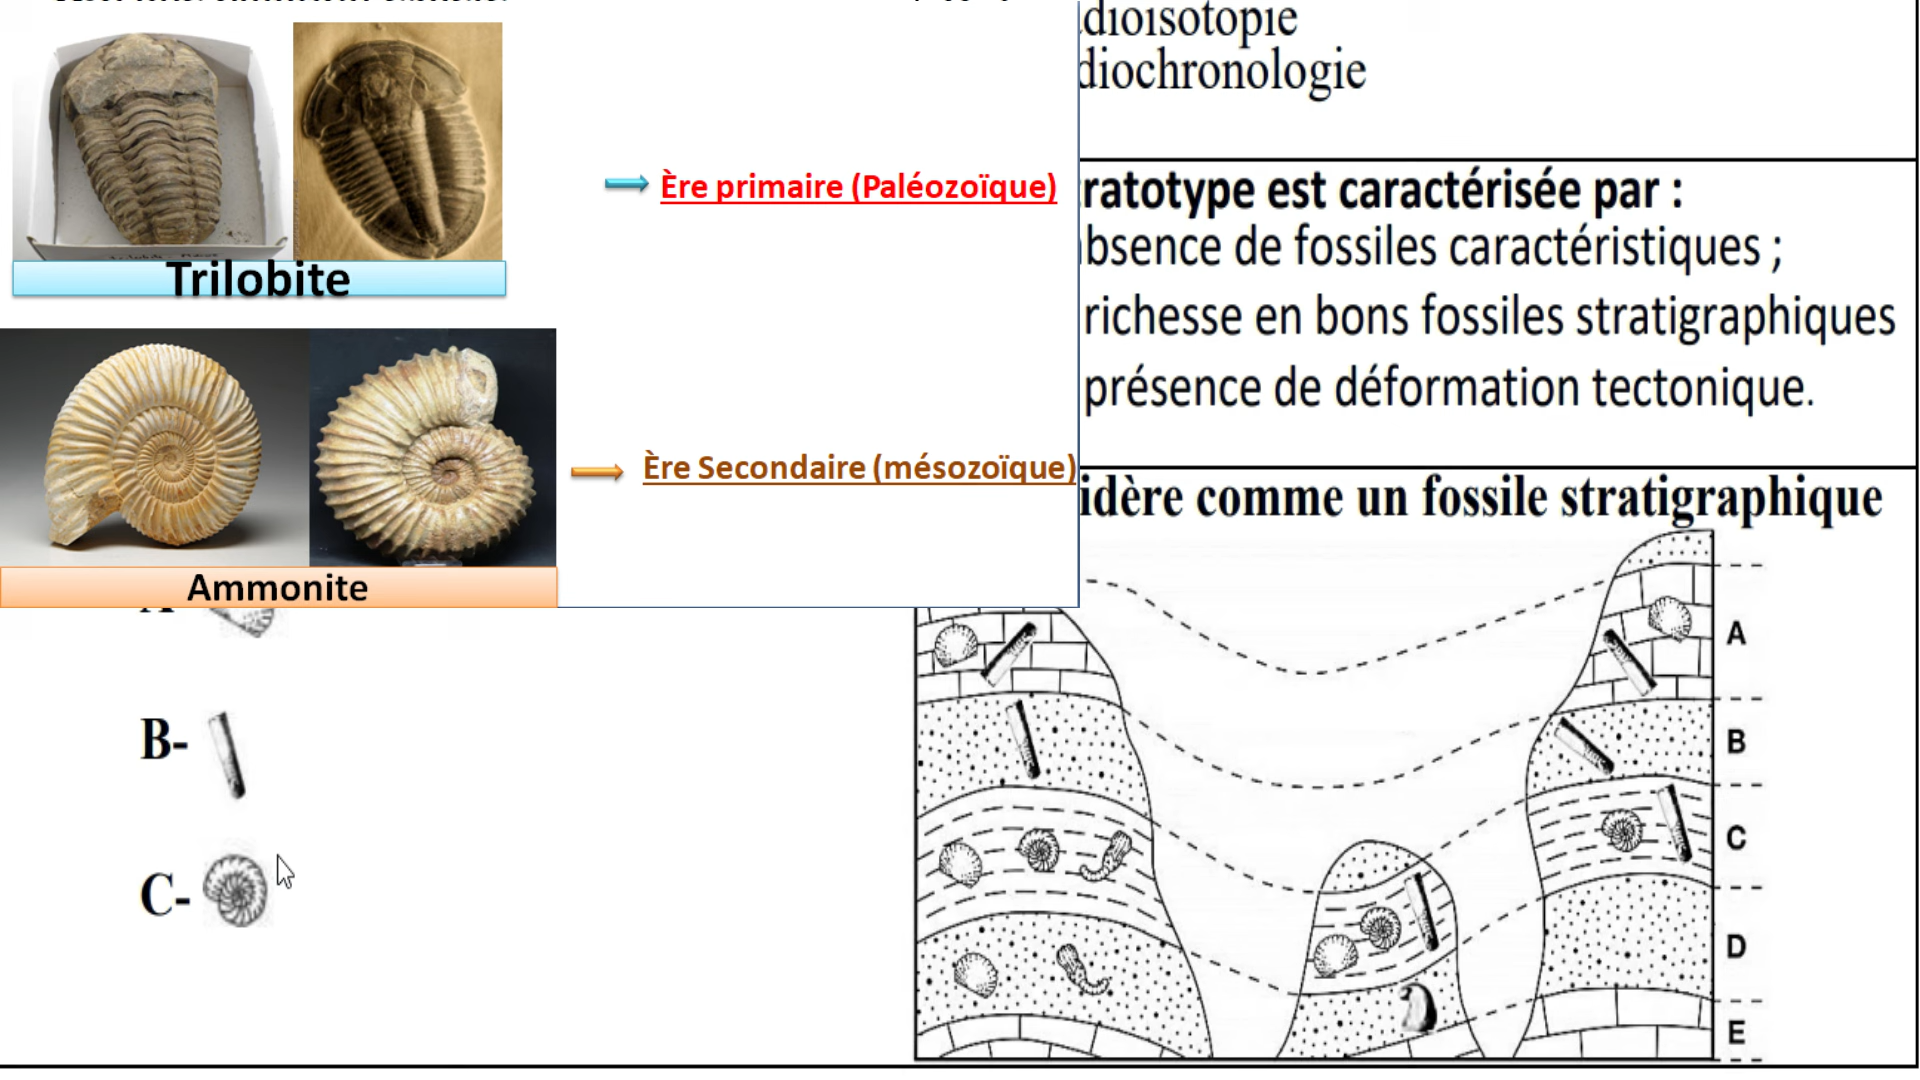 dioisotopie
diochronologie
Ère primaire (Paléozoïque)
ratotype est caractérisée par :
bsence de fossiles caractéristiques ;
Trilobite
richesse en bons fossiles stratigraphiques
présence de déformation tectonique.
Ère Secondaire (mésozoïque)
idère comme un fossile stratigraphique
Ammonite
B-
C-
A
B
C
D
E